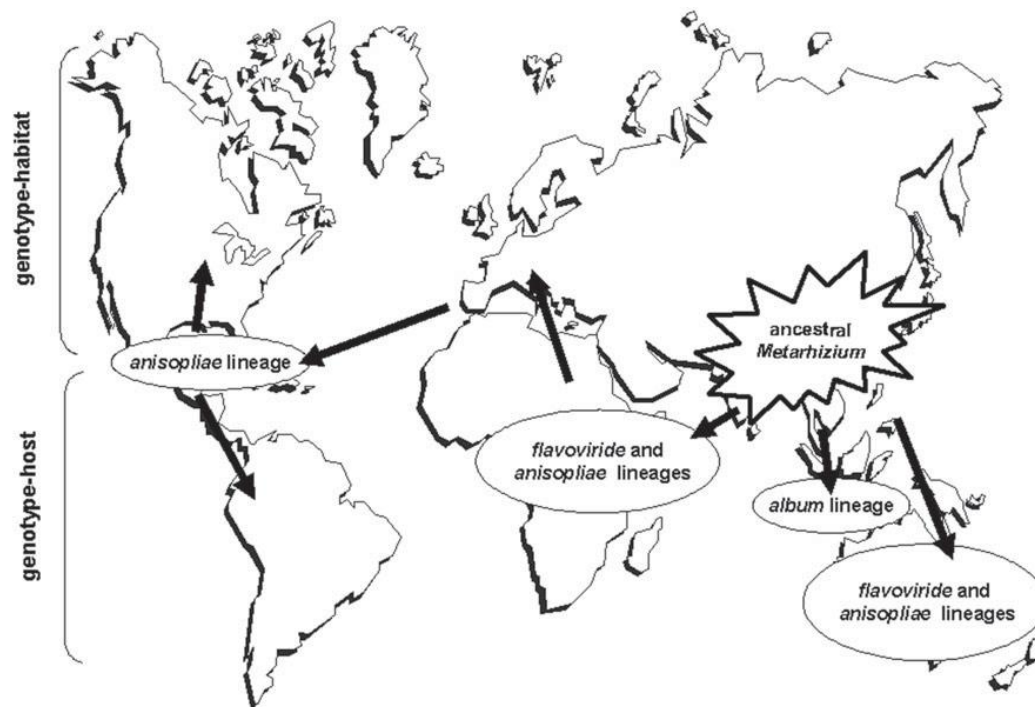 genotype-habitat
genotype-host
ancestral
Metarhizium
anisopliae lineage
flavoviride and
anisopliae lineages
album lineage
flavoviride and
anisopliae lineages